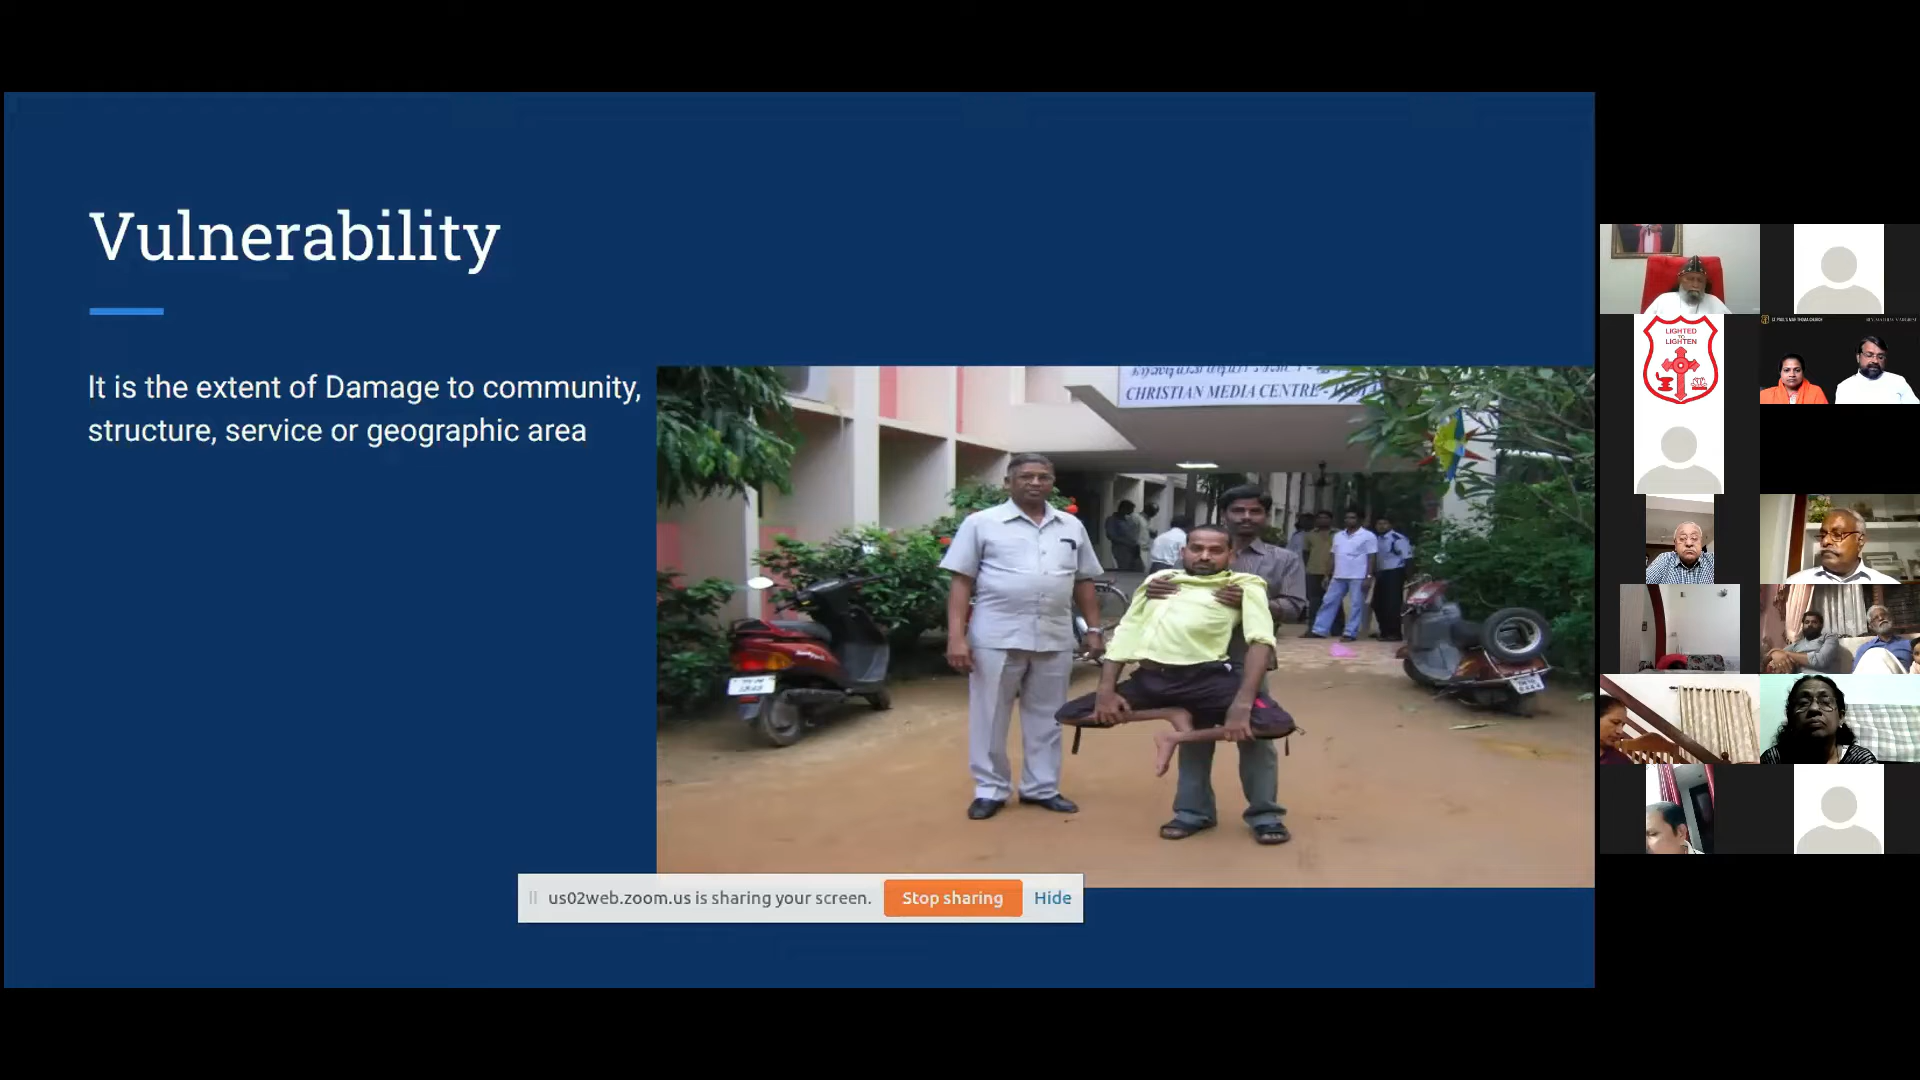 Vulnerability
It is the extent of Damage to community,
structure, service or geographic area
CHRISTIAN MEDIA CENTRE -
us02web.zoom.us is sharing your screen. Stop sharing Hide
LIGHTED
TO
LIGHTEN